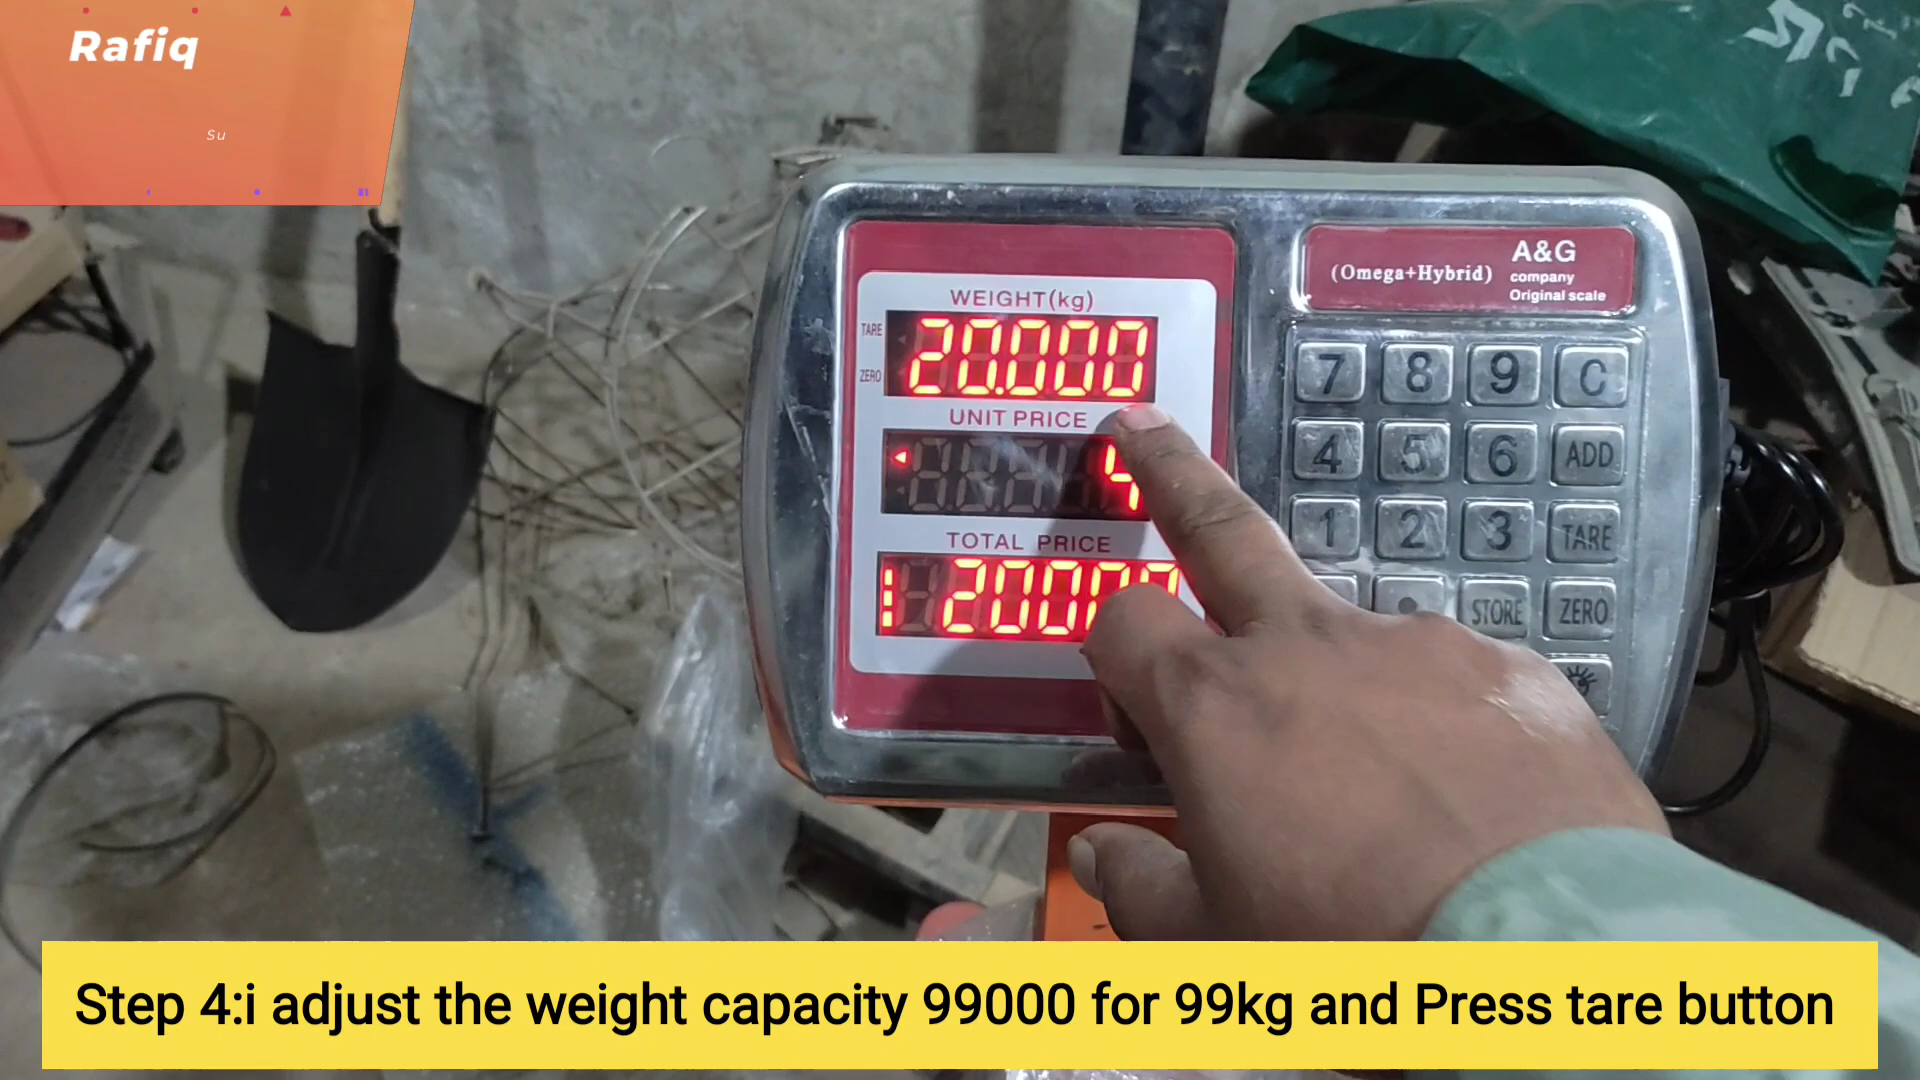 Rafiq
Su
A&G
(Omega+Hybrid)
company
Original scale
WEIGHT(kg)
TARE
20.000
ZERO
UNIT PRICE
4
TOTAL PRICE
7 8 9 C
4 5 6 ADD
1 2 3 TARE
STORE ZERO
Step 4:i adjust the weight capacity 99000 for 99kg and Press tare button